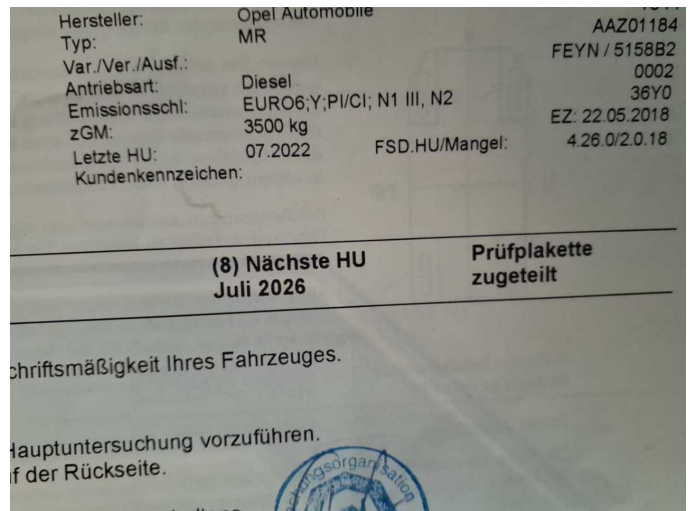 Hersteller: Opel Automobile
Typ: MR AAZ01184
Var./Ver./Ausf.: FEYN / 5158B2
Antriebsart: Diesel 0002
Emissionsschl: EURO6;Y;PI/CI; N1 III, N2 36Y0
zGM: 3500 kg EZ: 22.05.2018
Letzte HU: 07.2022 FSD.HU/Mangel: 4.26.0/2.0.18
Kundenkennzeichen:
(8) Nächste HU Prüfplakette
Juli 2026 zugeteilt
chriftsmäßigkeit Ihres Fahrzeuges.
Hauptuntersuchung vorzuführen.
uf der Rückseite.
chungsorganisation